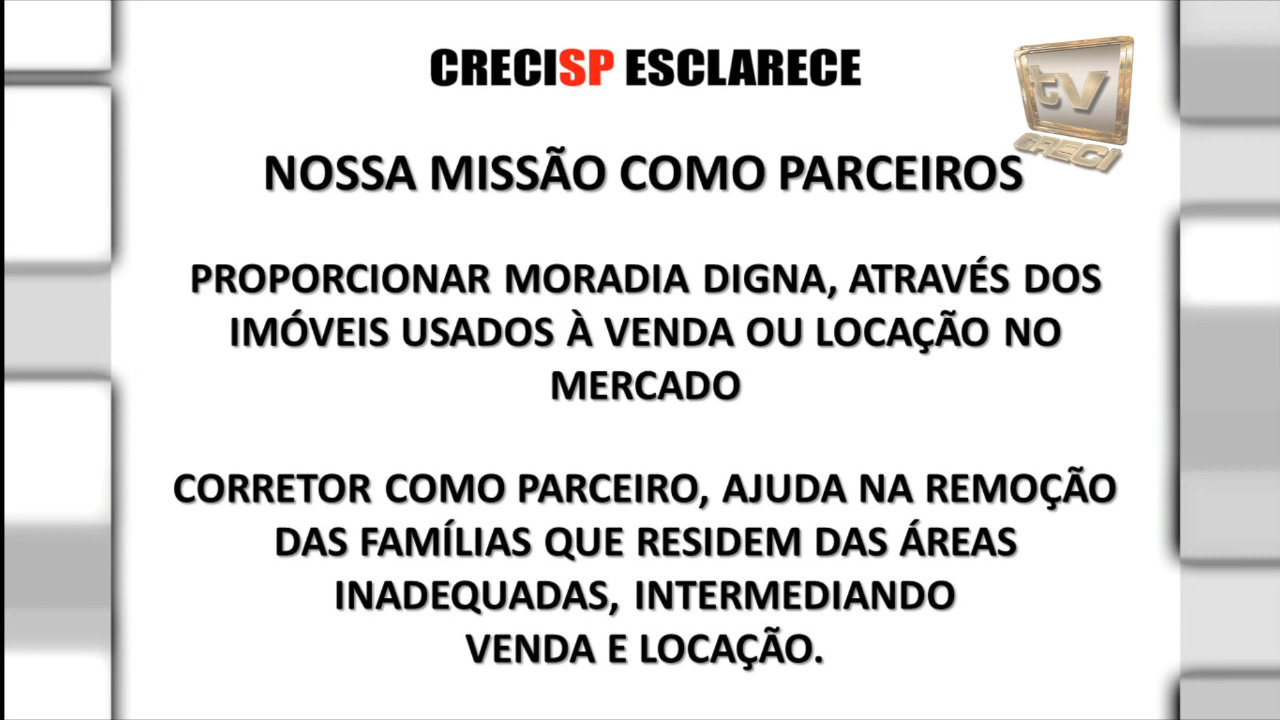 CRECISP ESCLARECE
tv
CRECI
NOSSA MISSÃO COMO PARCEIROS
PROPORCIONAR MORADIA DIGNA, ATRAVÉS DOS
IMÓVEIS USADOS À VENDA OU LOCAÇÃO NO
MERCADO
CORRETOR COMO PARCEIRO, AJUDA NA REMOÇÃO
DAS FAMÍLIAS QUE RESIDEM DAS ÁREAS
INADEQUADAS, INTERMEDIANDO
VENDA E LOCAÇÃO.